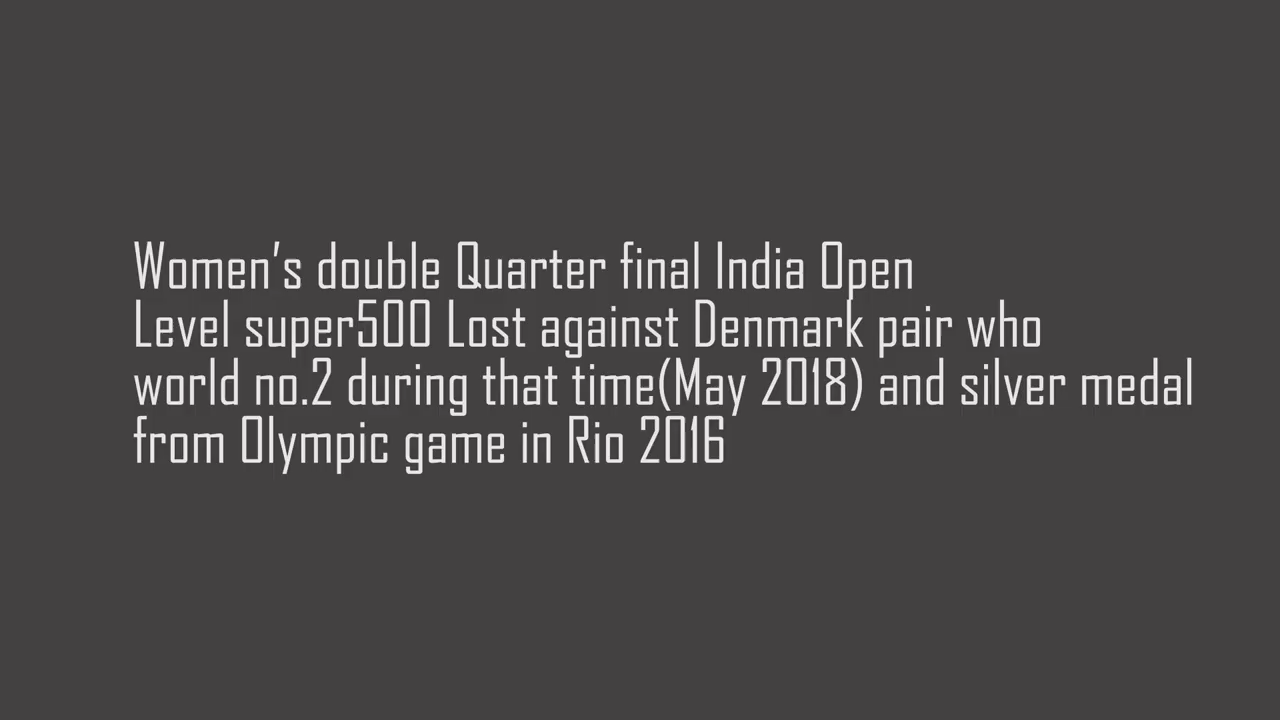 Women’s double Quarter final India Open
Level super500 Lost against Denmark pair who
world no.2 during that time(May 2018) and silver medal
from Olympic game in Rio 2016